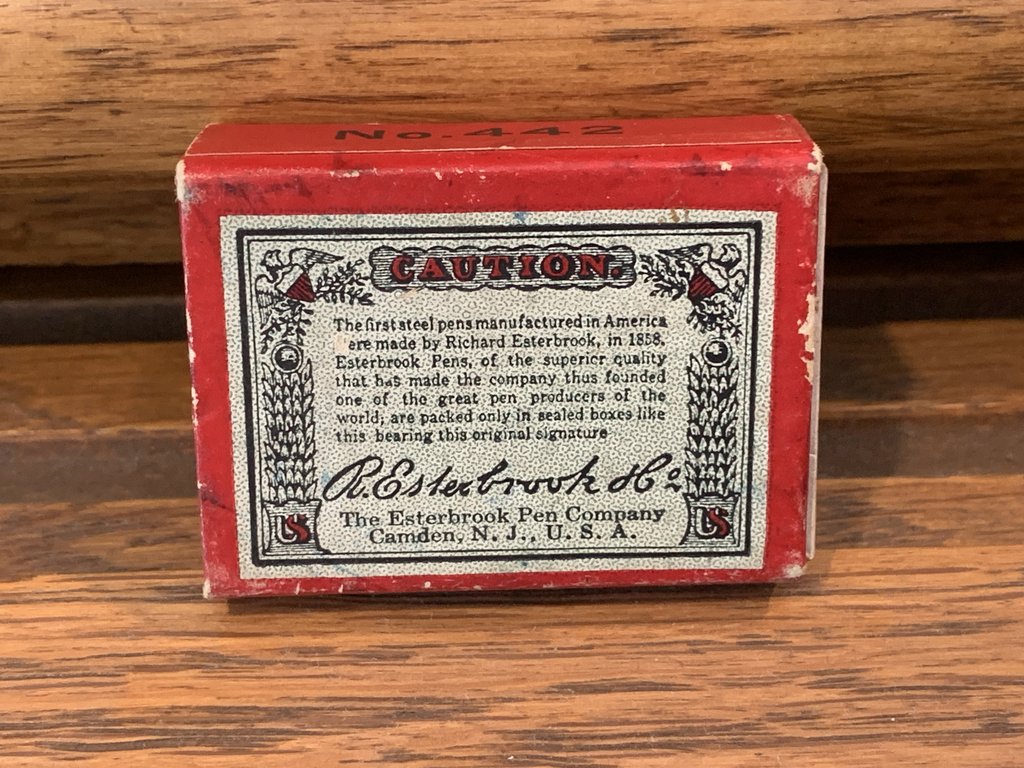 No. 442
CAUTION.
The first steel pens manufactured in America
ere made by Richard Esterbrook, in 1858.
Esterbrook Pens, of the superior quality
that has made the company thus founded
one of the great pen producers of the
world, are packed only in sealed boxes like
this bearing this original signature
R. Esterbrook & Co.
The Esterbrook Pen Company
Camden, N. J., U. S. A.
US US